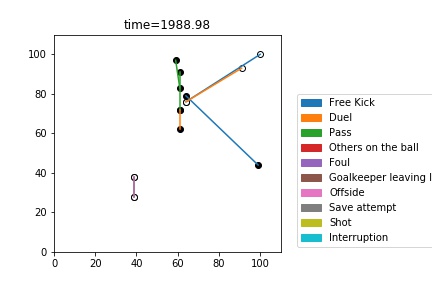 time=1988.98
100
80
60
40
20
0
0 20 40 60 80 100
Free Kick
Duel
Pass
Others on the ball
Foul
Goalkeeper leaving l
Offside
Save attempt
Shot
Interruption